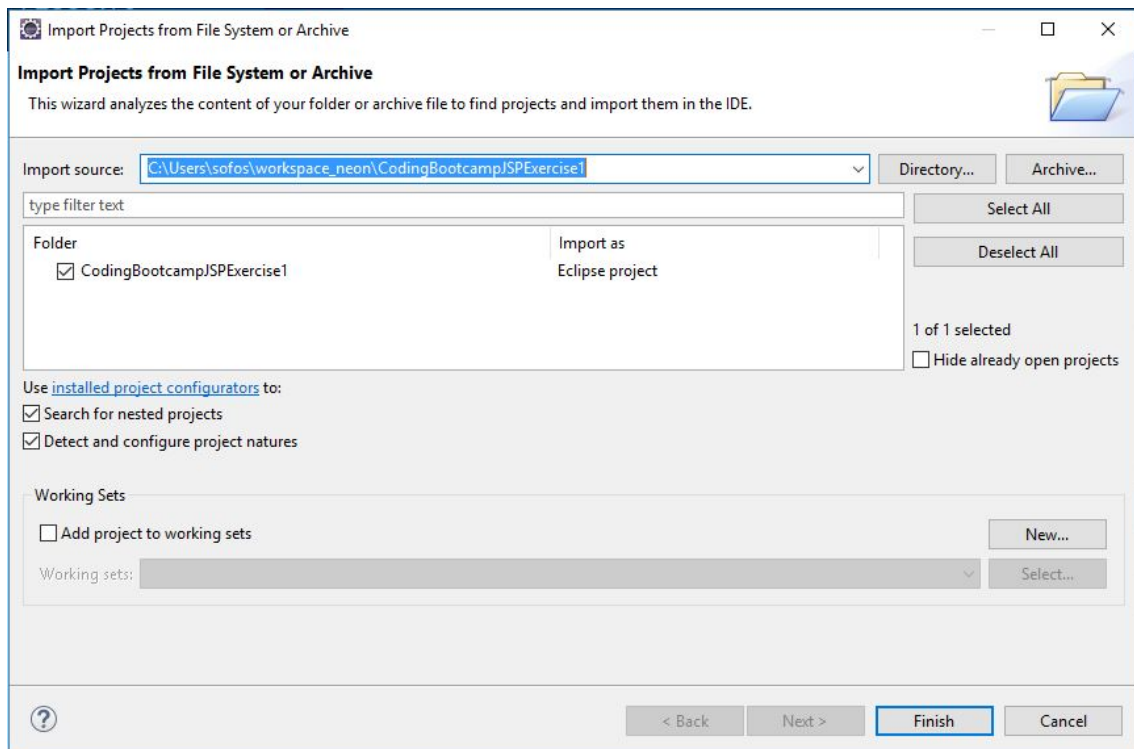 Import Projects from File System or Archive
Import Projects from File System or Archive
This wizard analyzes the content of your folder or archive file to find projects and import them in the IDE.
Import source: C:\Users\sofos\workspace_neon\CodingBootcampJSPExercise1 Directory... Archive...
type filter text Select All
Folder Import as Deselect All
CodingBootcampJSPExercise1 Eclipse project
1 of 1 selected
Hide already open projects
Use installed project configurators to:
Search for nested projects
Detect and configure project natures
Working Sets
Add project to working sets New...
Working sets: Select...
? < Back Next > Finish Cancel